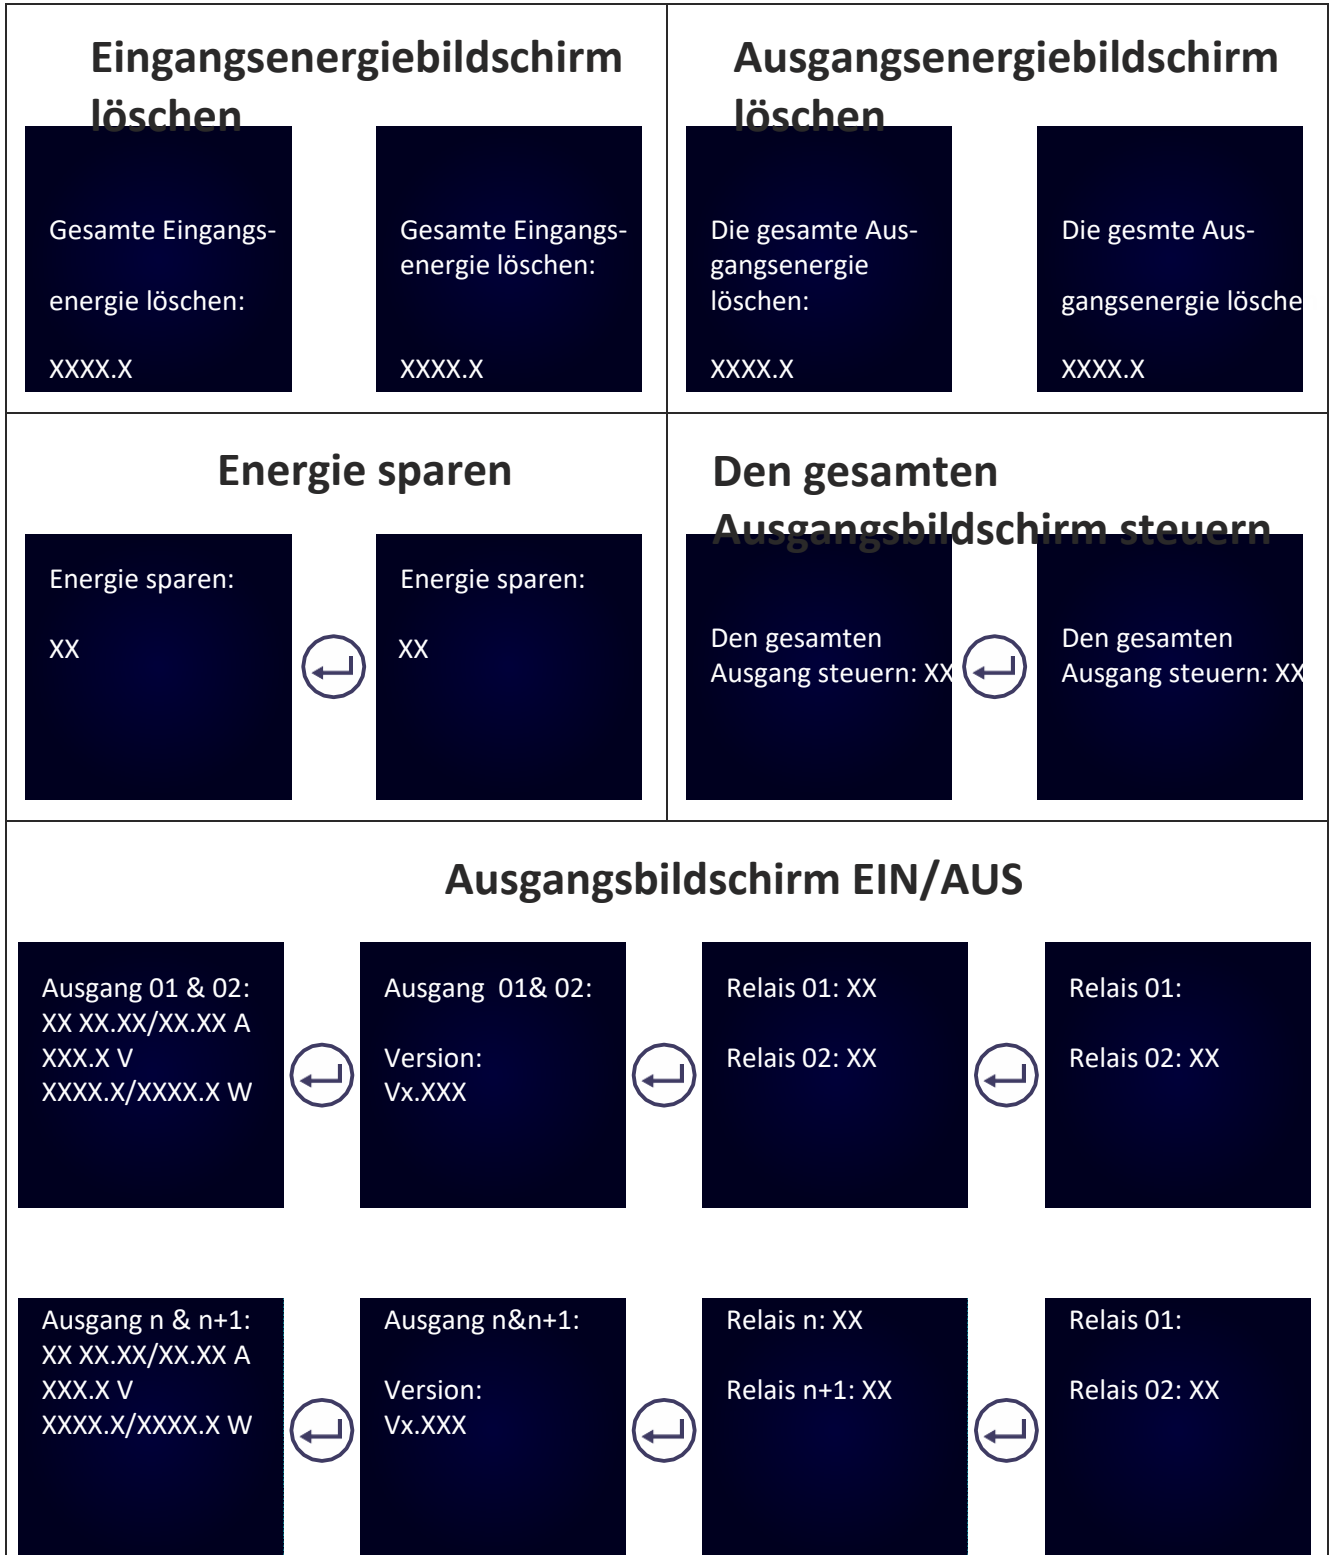 Eingangsenergiebildschirm
löschen
Gesamte Eingangs-
energie löschen:
XXXX.X
Gesamte Eingangs-
energie löschen:
XXXX.X
Ausgangsenergiebildschirm
löschen
Die gesamte Aus-
gangsenergie
löschen:
XXXX.X
Die gesmte Aus-
gangsenergie lösche
XXXX.X
Energie sparen
Energie sparen:
XX
Energie sparen:
XX
Den gesamten
Ausgangsbildschirm steuern
Den gesamten
Ausgang steuern: XX
Den gesamten
Ausgang steuern: XX
Ausgangsbildschirm EIN/AUS
Ausgang 01 & 02:
XX XX.XX/XX.XX A
XXX.X V
XXXX.X/XXXX.X W
Ausgang  01& 02:
Version:
Vx.XXX
Relais 01: XX
Relais 02: XX
Relais 01:
Relais 02: XX
Ausgang n & n+1:
XX XX.XX/XX.XX A
XXX.X V
XXXX.X/XXXX.X W
Ausgang n&n+1:
Version:
Vx.XXX
Relais n: XX
Relais n+1: XX
Relais 01:
Relais 02: XX